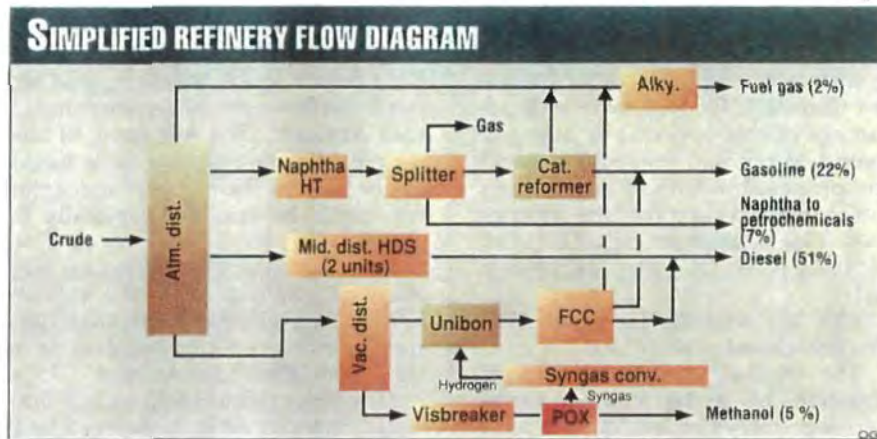 SIMPLIFIED REFINERY FLOW DIAGRAM
Alky.
Fuel gas (2%)
Gas
Naphtha
HT
Splitter
Cat.
reformer
Gasoline (22%)
Naphtha to
petrochemicals
(7%)
Crude
Atm. dist.
Mid. dist. HDS
(2 units)
Diesel (51%)
Vac. dist.
Unibon
FCC
Hydrogen
Syngas conv.
Syngas
Visbreaker
POX
Methanol (5 %)